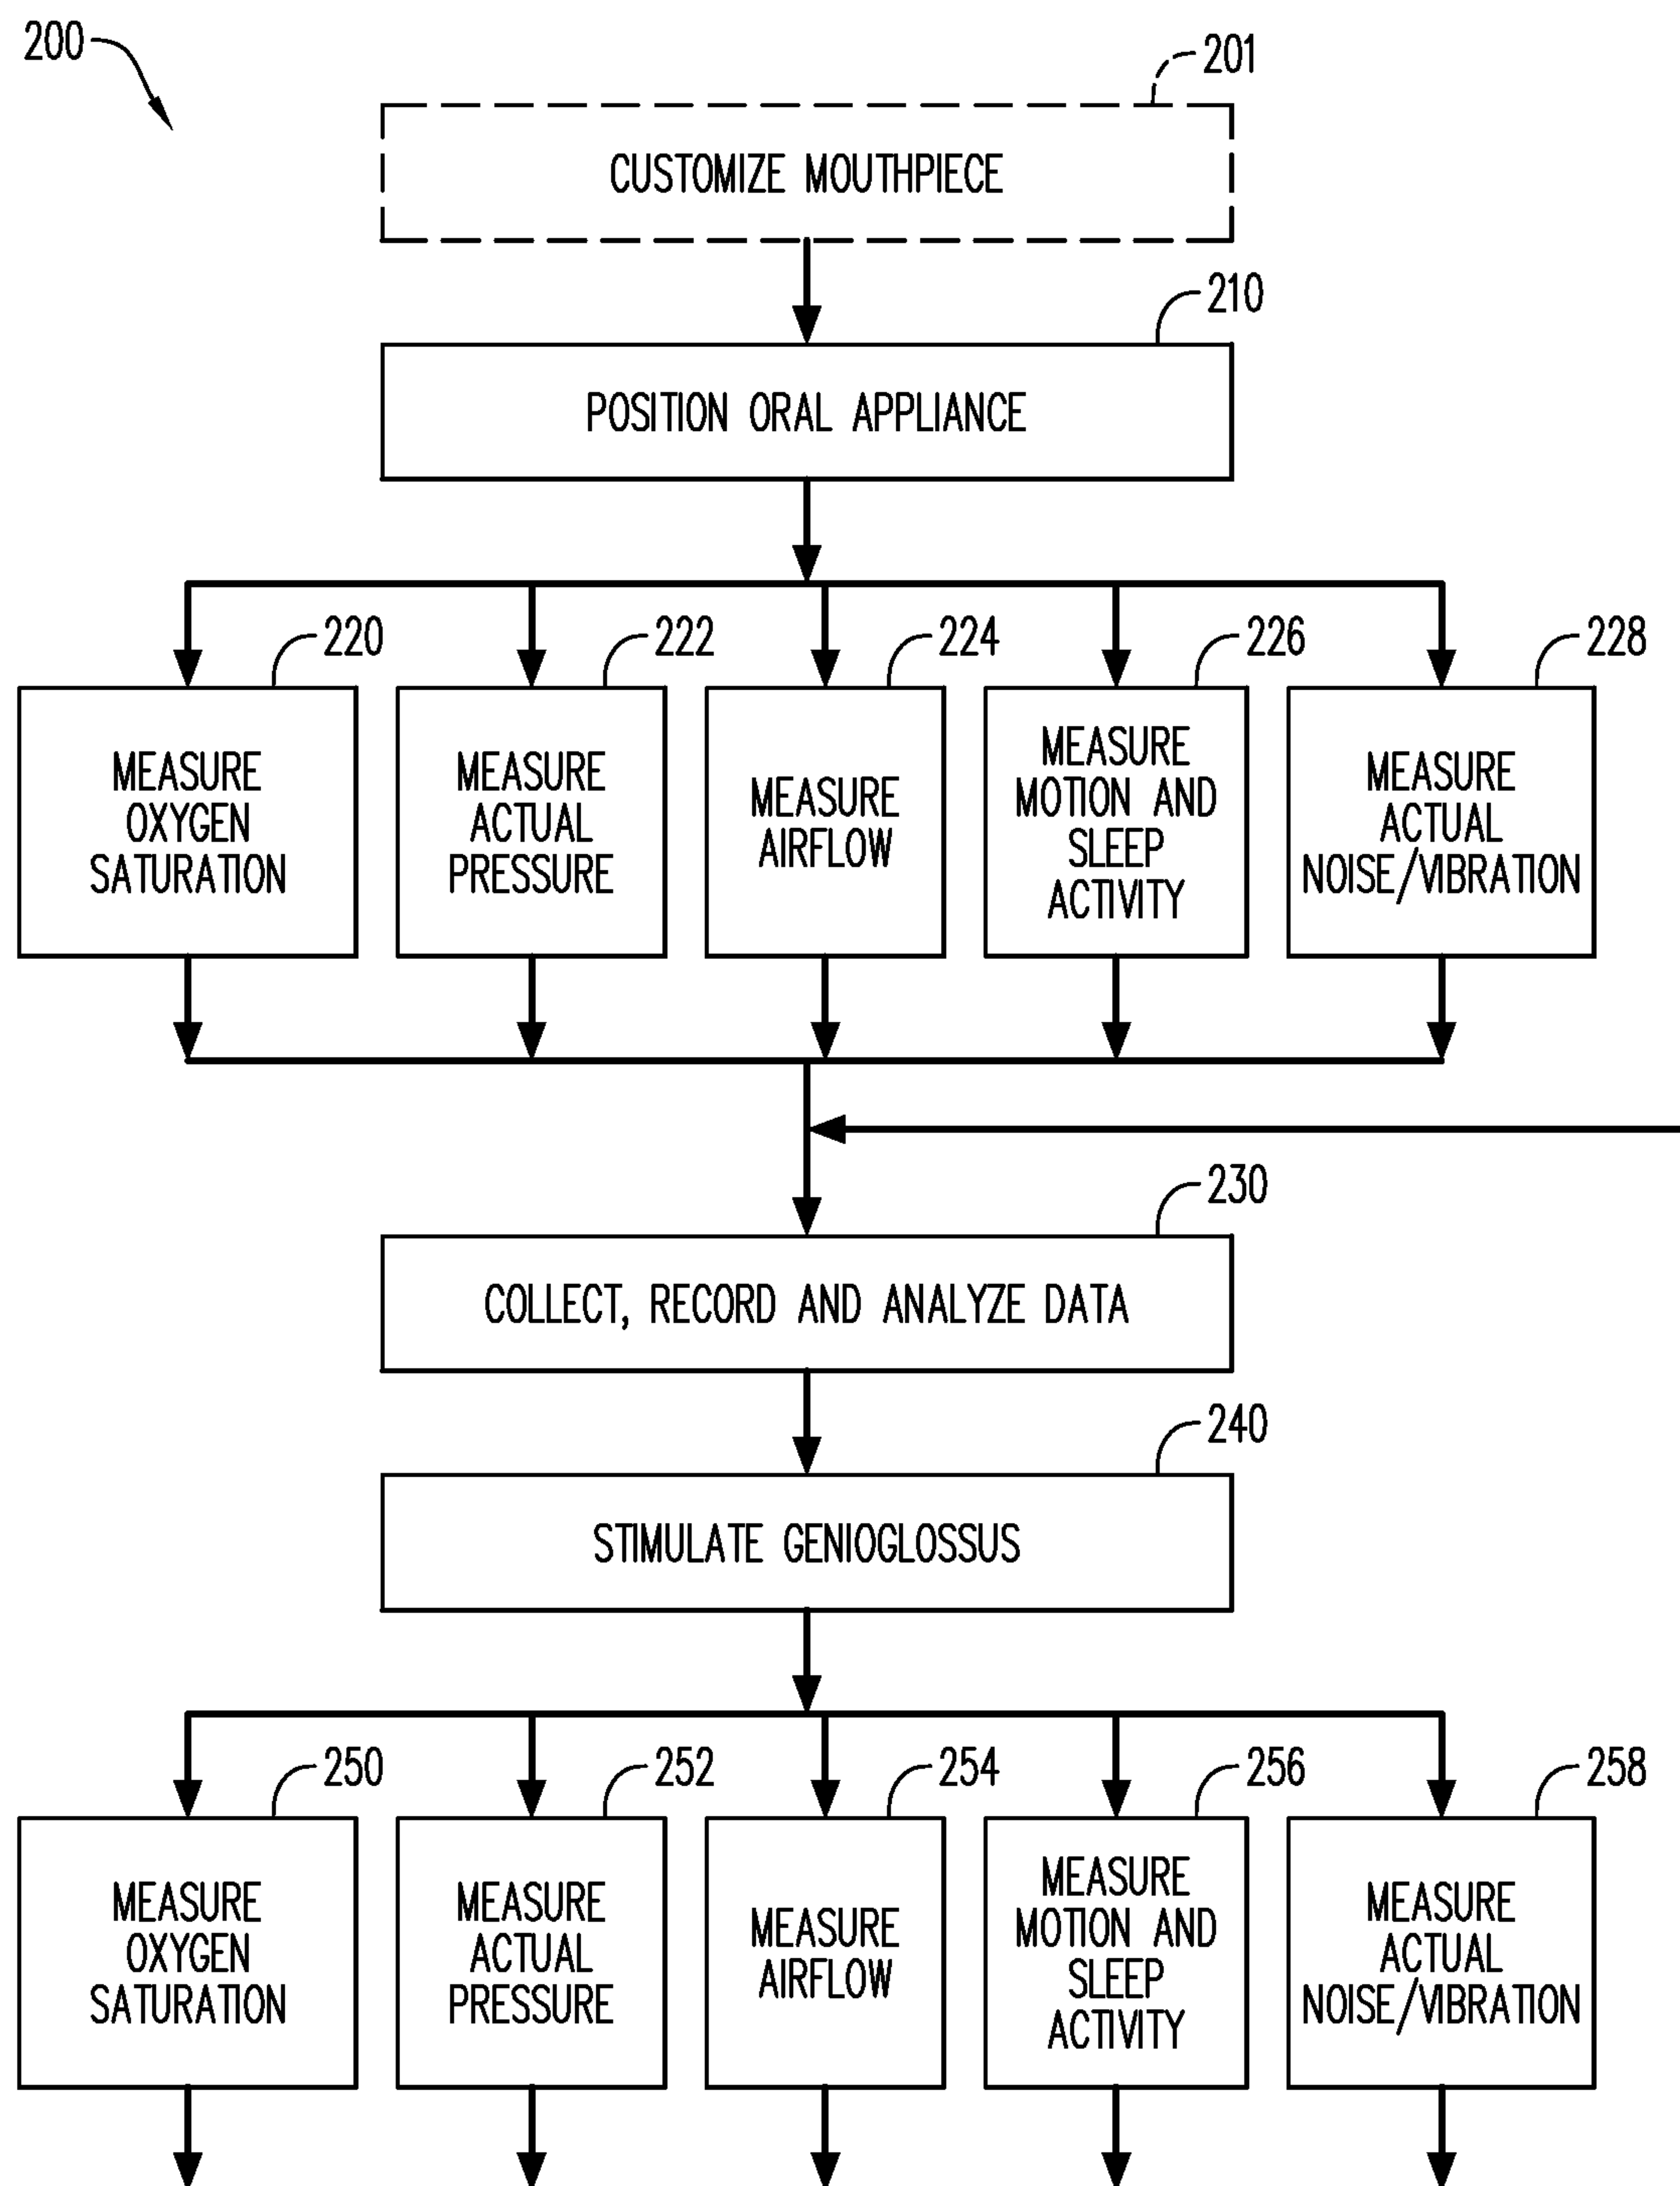 200
201
CUSTOMIZE MOUTHPIECE
210
POSITION ORAL APPLIANCE
220
222
224
226
228
MEASURE
OXYGEN
SATURATION
MEASURE
ACTUAL
PRESSURE
MEASURE
AIRFLOW
MEASURE
MOTION AND
SLEEP
ACTIVITY
MEASURE
ACTUAL
NOISE/VIBRATION
230
COLLECT, RECORD AND ANALYZE DATA
240
STIMULATE GENIOGLOSSUS
250
252
254
256
258
MEASURE
OXYGEN
SATURATION
MEASURE
ACTUAL
PRESSURE
MEASURE
AIRFLOW
MEASURE
MOTION AND
SLEEP
ACTIVITY
MEASURE
ACTUAL
NOISE/VIBRATION